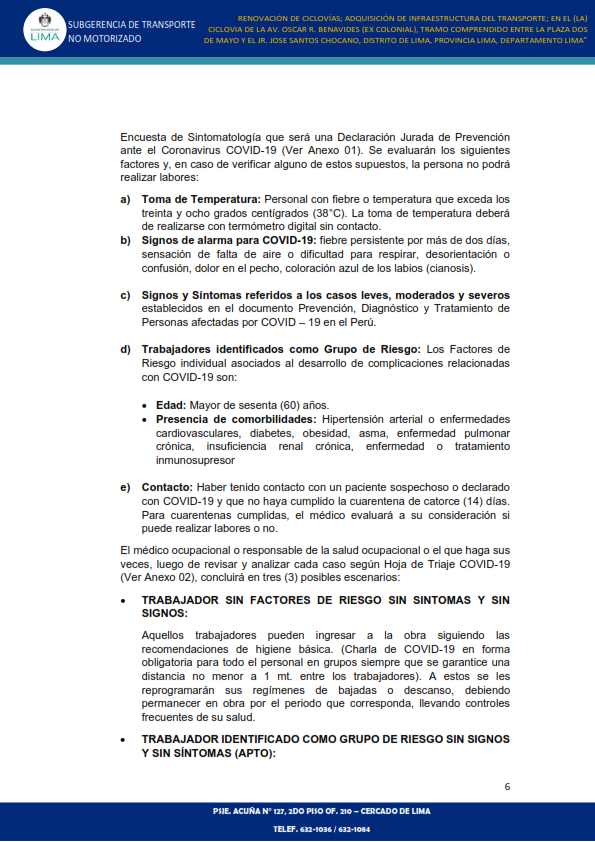 SUBGERENCIA DE TRANSPORTE
NO MOTORIZADO
LIMA
RENOVACIÓN DE CICLOVÍAS; ADQUISICIÓN DE INFRAESTRUCTURA DEL TRANSPORTE; EN EL (LA)
CICLOVIA DE LA AV. OSCAR R. BENAVIDES (EX COLONIAL), TRAMO COMPRENDIDO ENTRE LA PLAZA DOS
DE MAYO Y EL JR. JOSE SANTOS CHOCANO, DISTRITO DE LIMA, PROVINCIA LIMA, DEPARTAMENTO LIMA"
Encuesta de Sintomatología que será una Declaración Jurada de Prevención
ante el Coronavirus COVID-19 (Ver Anexo 01). Se evaluarán los siguientes
factores y, en caso de verificar alguno de estos supuestos, la persona no podrá
realizar labores:
a) Toma de Temperatura: Personal con fiebre o temperatura que exceda los
treinta y ocho grados centígrados (38°C). La toma de temperatura deberá
de realizarse con termómetro digital sin contacto.
b) Signos de alarma para COVID-19: fiebre persistente por más de dos días,
sensación de falta de aire o dificultad para respirar, desorientación o
confusión, dolor en el pecho, coloración azul de los labios (cianosis).
c) Signos y Síntomas referidos a los casos leves, moderados y severos
establecidos en el documento Prevención, Diagnóstico y Tratamiento de
Personas afectadas por COVID – 19 en el Perú.
d) Trabajadores identificados como Grupo de Riesgo: Los Factores de
Riesgo individual asociados al desarrollo de complicaciones relacionadas
con COVID-19 son:
• Edad: Mayor de sesenta (60) años.
• Presencia de comorbilidades: Hipertensión arterial o enfermedades
cardiovasculares, diabetes, obesidad, asma, enfermedad pulmonar
crónica, insuficiencia renal crónica, enfermedad o tratamiento
inmunosupresor
e) Contacto: Haber tenido contacto con un paciente sospechoso o declarado
con COVID-19 y que no haya cumplido la cuarentena de catorce (14) días.
Para cuarentenas cumplidas, el médico evaluará a su consideración si
puede realizar labores o no.
El médico ocupacional o responsable de la salud ocupacional o el que haga sus
veces, luego de revisar y analizar cada caso según Hoja de Triaje COVID-19
(Ver Anexo 02), concluirá en tres (3) posibles escenarios:
• TRABAJADOR SIN FACTORES DE RIESGO SIN SINTOMAS Y SIN
SIGNOS:
Aquellos trabajadores pueden ingresar a la obra siguiendo las
recomendaciones de higiene básica. (Charla de COVID-19 en forma
obligatoria para todo el personal en grupos siempre que se garantice una
distancia no menor a 1 mt. entre los trabajadores). A estos se les
reprogramarán sus regímenes de bajadas o descanso, debiendo
permanecer en obra por el periodo que corresponda, llevando controles
frecuentes de su salud.
• TRABAJADOR IDENTIFICADO COMO GRUPO DE RIESGO SIN SIGNOS
Y SIN SÍNTOMAS (APTO):
6
PSJE. ACUÑA N° 127, 2DO PISO OF. 210 – CERCADO DE LIMA
TELEF. 632-1036 / 632-1084